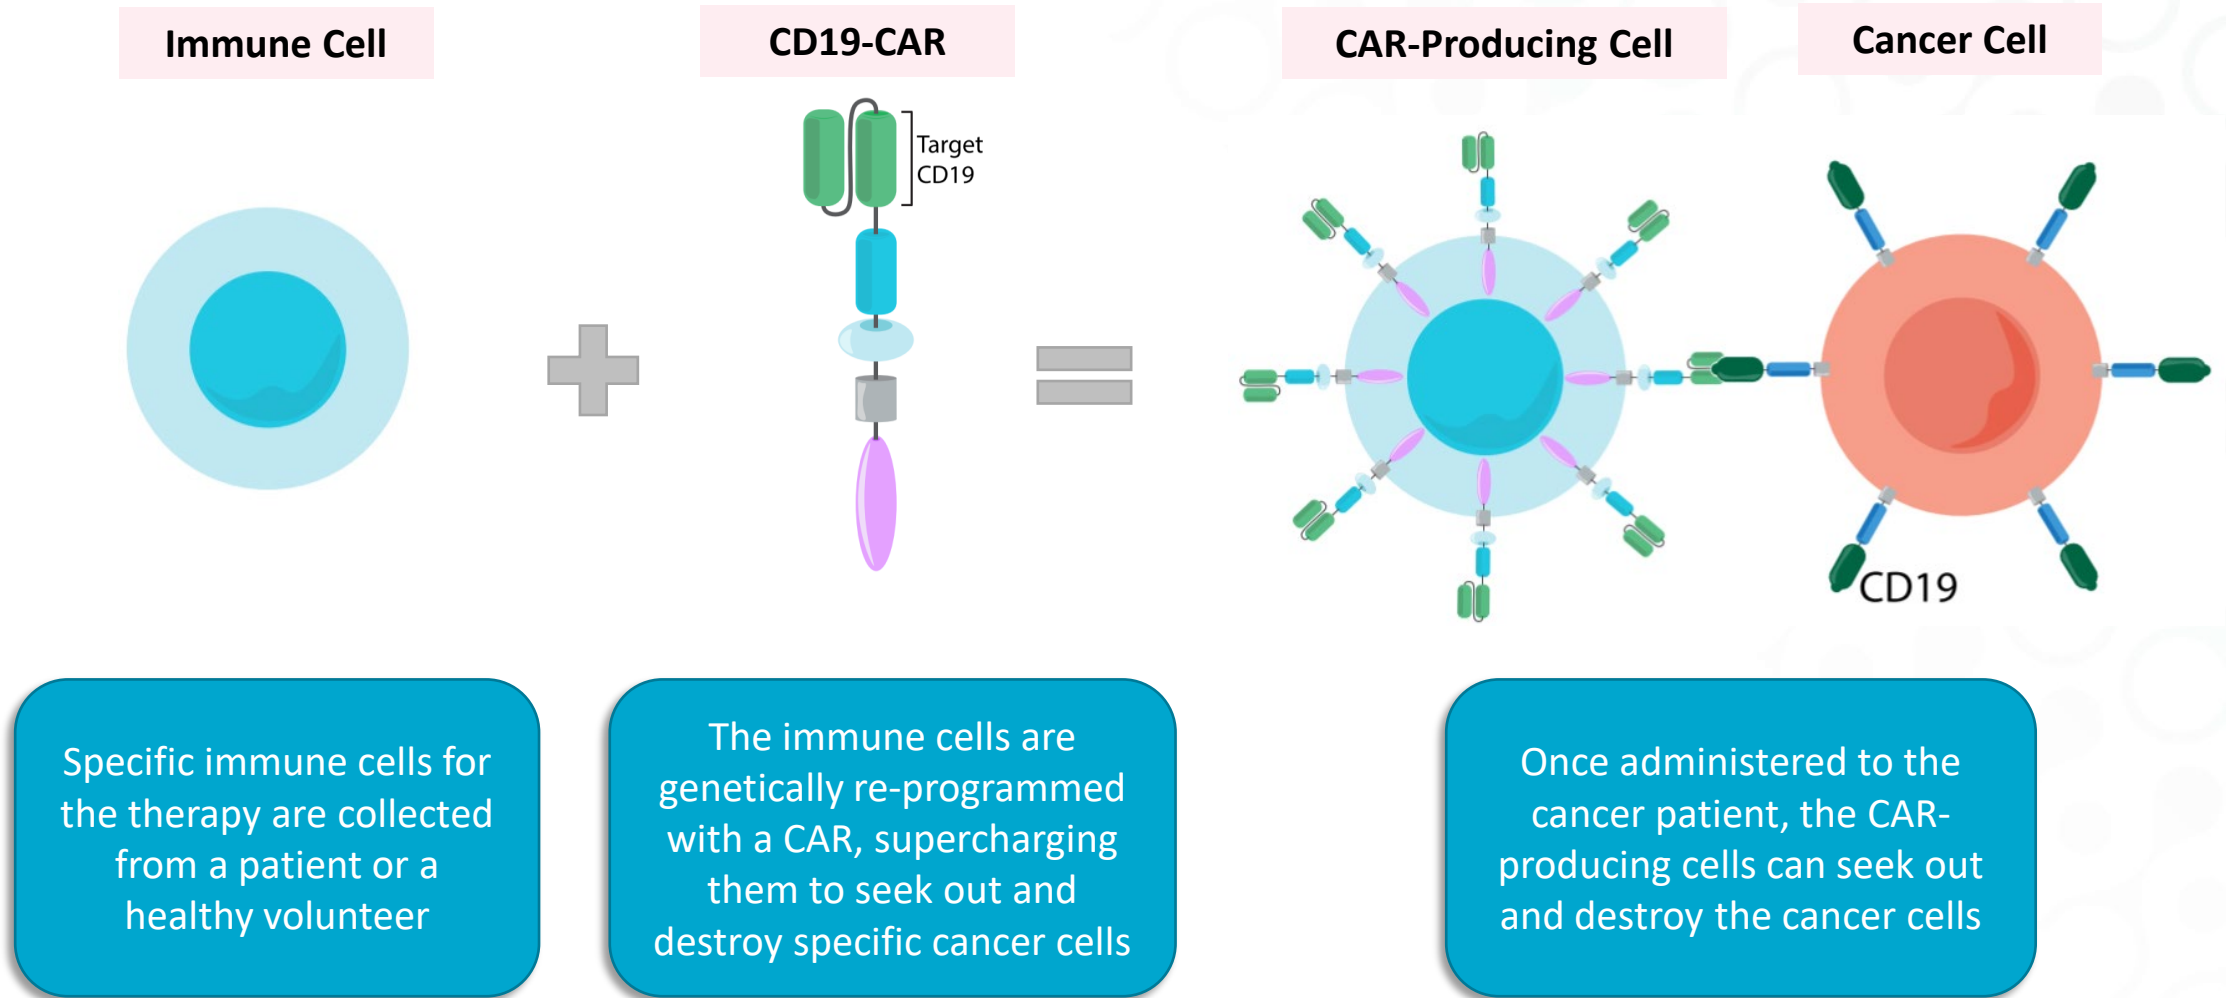 Immune Cell
CD19-CAR
CAR-Producing Cell
Cancer Cell
Target
CD19
CD19
Specific immune cells for
the therapy are collected
from a patient or a
healthy volunteer
The immune cells are
genetically re-programmed
with a CAR, supercharging
them to seek out and
destroy specific cancer cells
Once administered to the
cancer patient, the CAR-
producing cells can seek out
and destroy the cancer cells